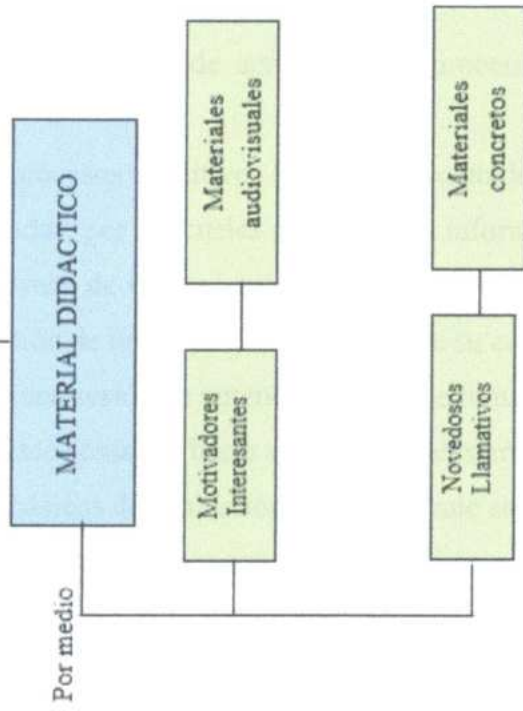 MATERIAL DIDACTICO
Por medio
Motivadores
Interesantes
Materiales
audiovisuales
Novedosos
Llamativos
Materiales
concretos